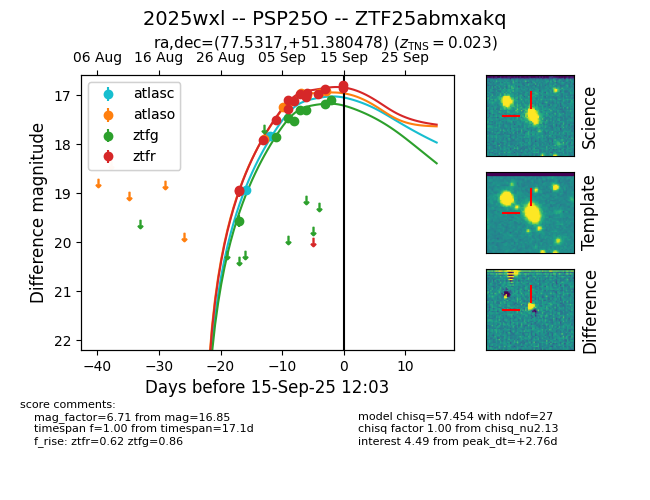 2025wxl -- PSP25O -- ZTF25abmxakq
ra,dec=(77.5317,+51.380478) (z_TNS = 0.023)
06 Aug 16 Aug 26 Aug 05 Sep 15 Sep 25 Sep
atlasc
atlaso
ztfg
ztfr
17
18
19
20
21
22
Difference magnitude
−40 −30 −20 −10 0 10
Days before 15-Sep-25 12:03
Science
Template
Difference
score comments:
mag_factor=6.71 from mag=16.85
timespan f=1.00 from timespan=17.1d
f_rise: ztfr=0.62 ztfg=0.86
model chisq=57.454 with ndof=27
chisq factor 1.00 from chisq_nu2.13
interest 4.49 from peak_dt=+2.76d